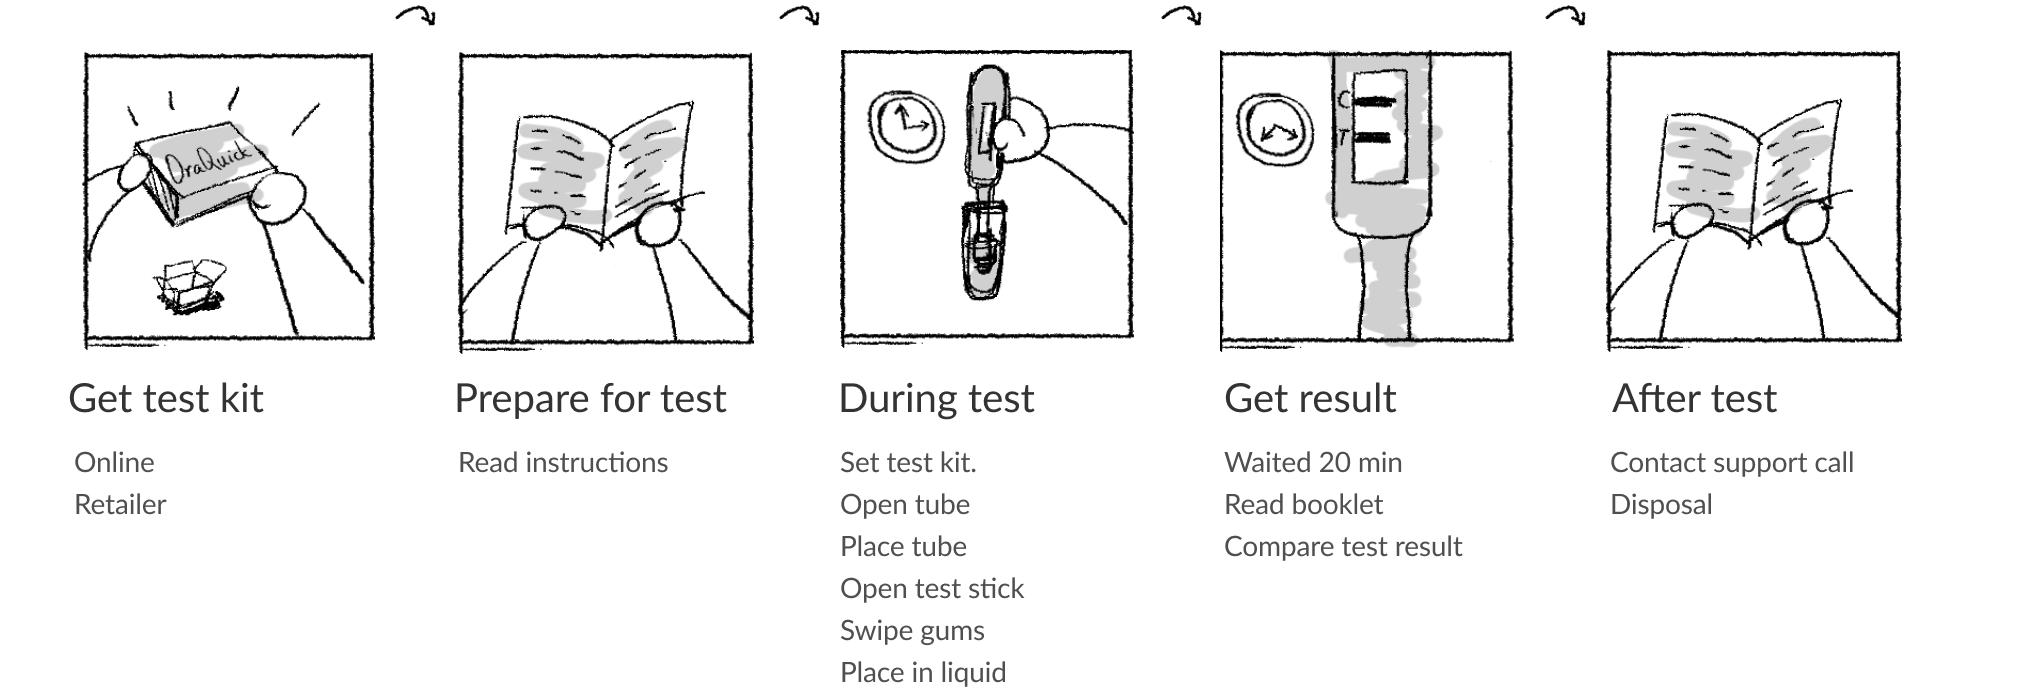 OraQuick
C
T
Get test kit
Online
Retailer
Prepare for test
Read instructions
During test
Set test kit.
Open tube
Place tube
Open test stick
Swipe gums
Place in liquid
Get result
Waited 20 min
Read booklet
Compare test result
After test
Contact support call
Disposal